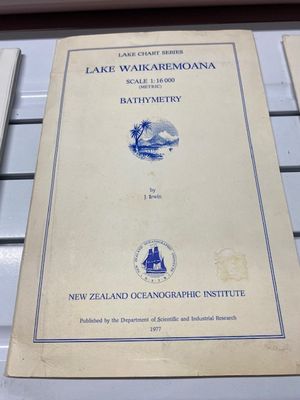 LAKE CHART SERIES
LAKE WAIKAREMOANA
SCALE 1:16 000
(METRIC)
BATHYMETRY
by
J. Irwin
NEW ZEALAND OCEANOGRAPHIC INSTITUTE
Published by the Department of Scientific and Industrial Research
1977